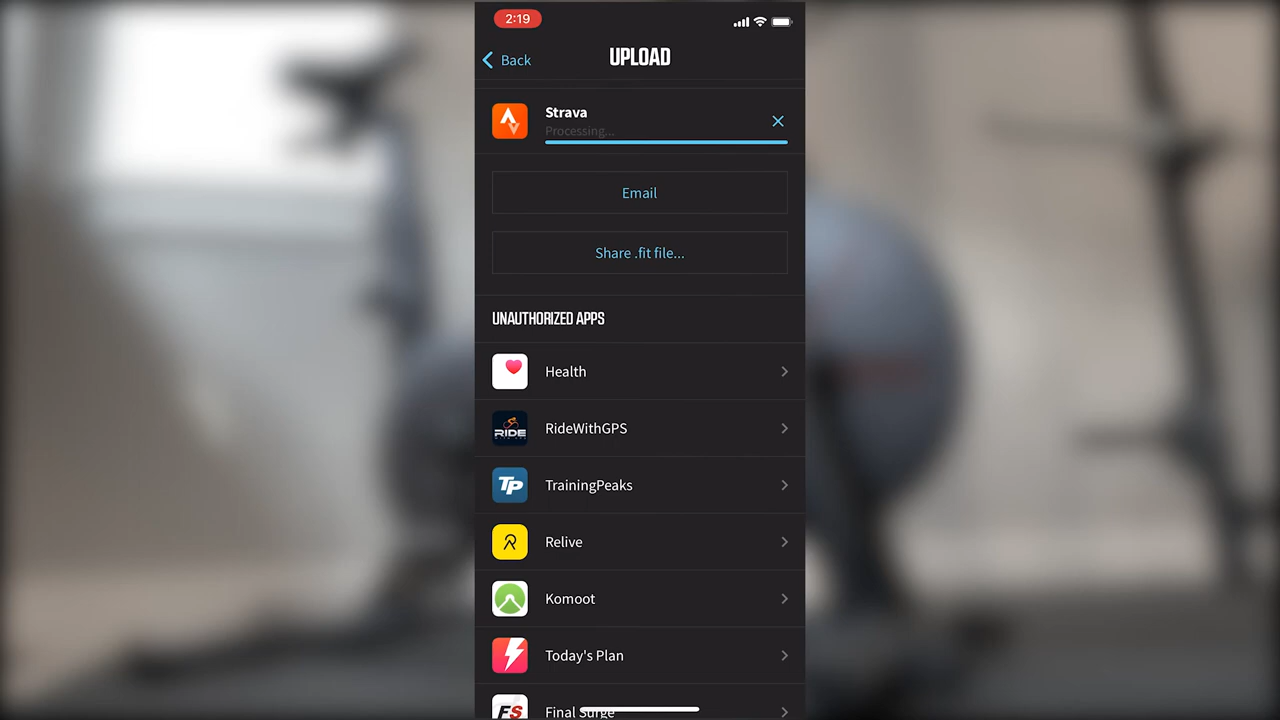 2:19
Back
UPLOAD
Strava
Processing...
Email
Share .fit file...
UNAUTHORIZED APPS
Health
RIDE
RideWithGPS
TP
TrainingPeaks
Relive
Komoot
Today's Plan
FS
Final Surge